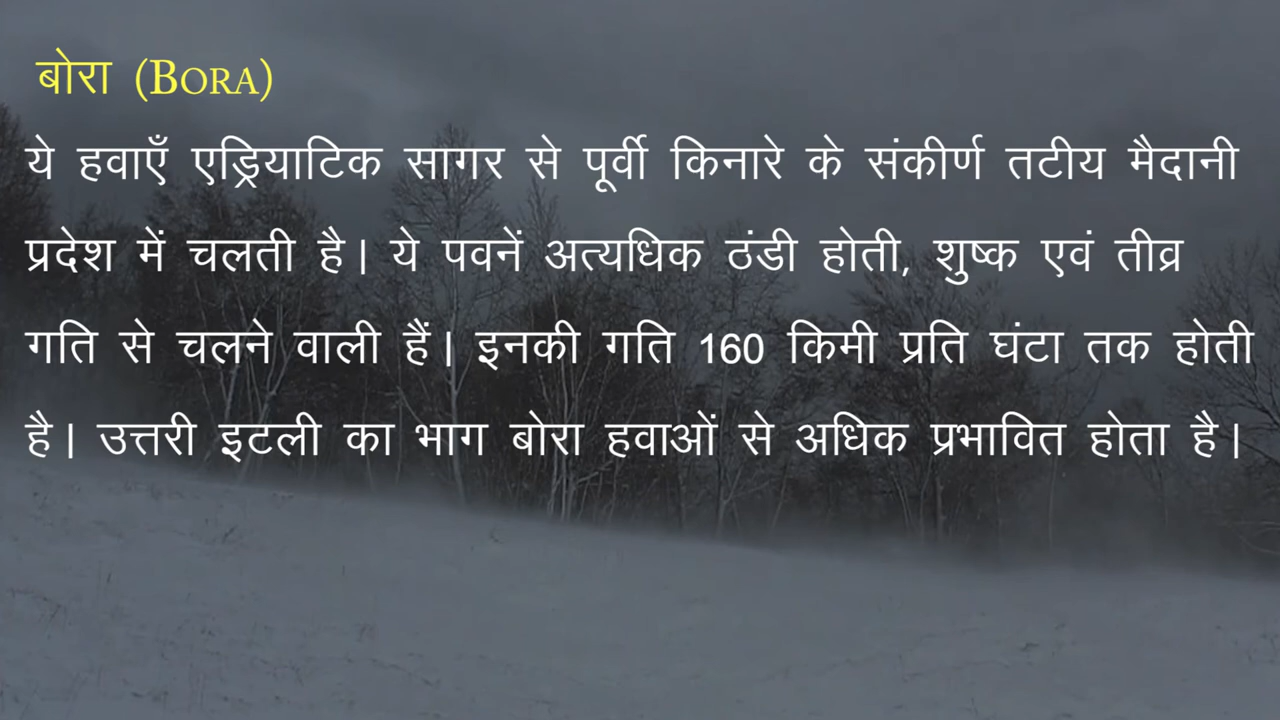 बोरा (BORA)
ये हवाएँ एड्रियाटिक सागर से पूर्वी किनारे के संकीर्ण तटीय मैदानी
प्रदेश में चलती है। ये पवनें अत्यधिक ठंडी होती, शुष्क एवं तीव्र
गति से चलने वाली हैं। इनकी गति 160 किमी प्रति घंटा तक होती
है। उत्तरी इटली का भाग बोरा हवाओं से अधिक प्रभावित होता है।